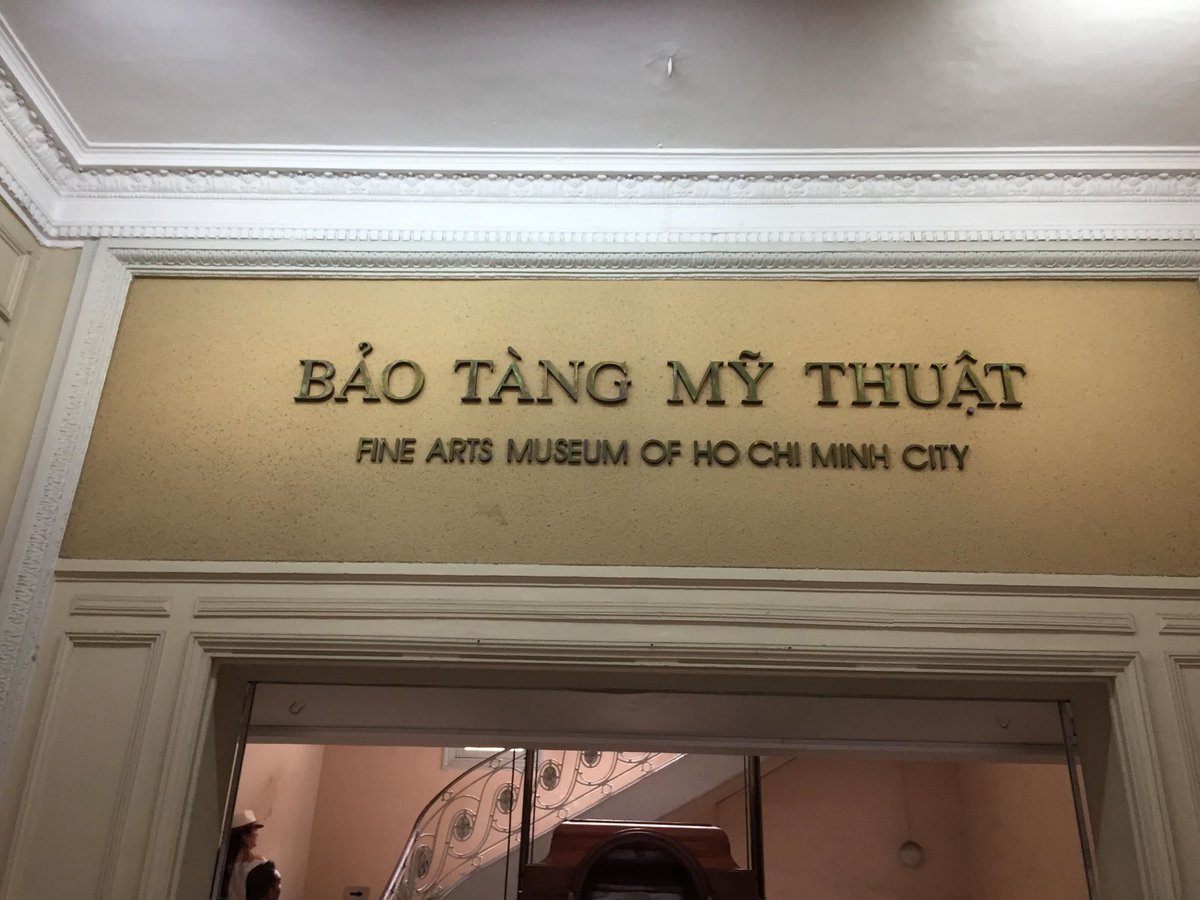 BẢO TÀNG MỸ THUẬT
FINE ARTS MUSEUM OF HO CHI MINH CITY